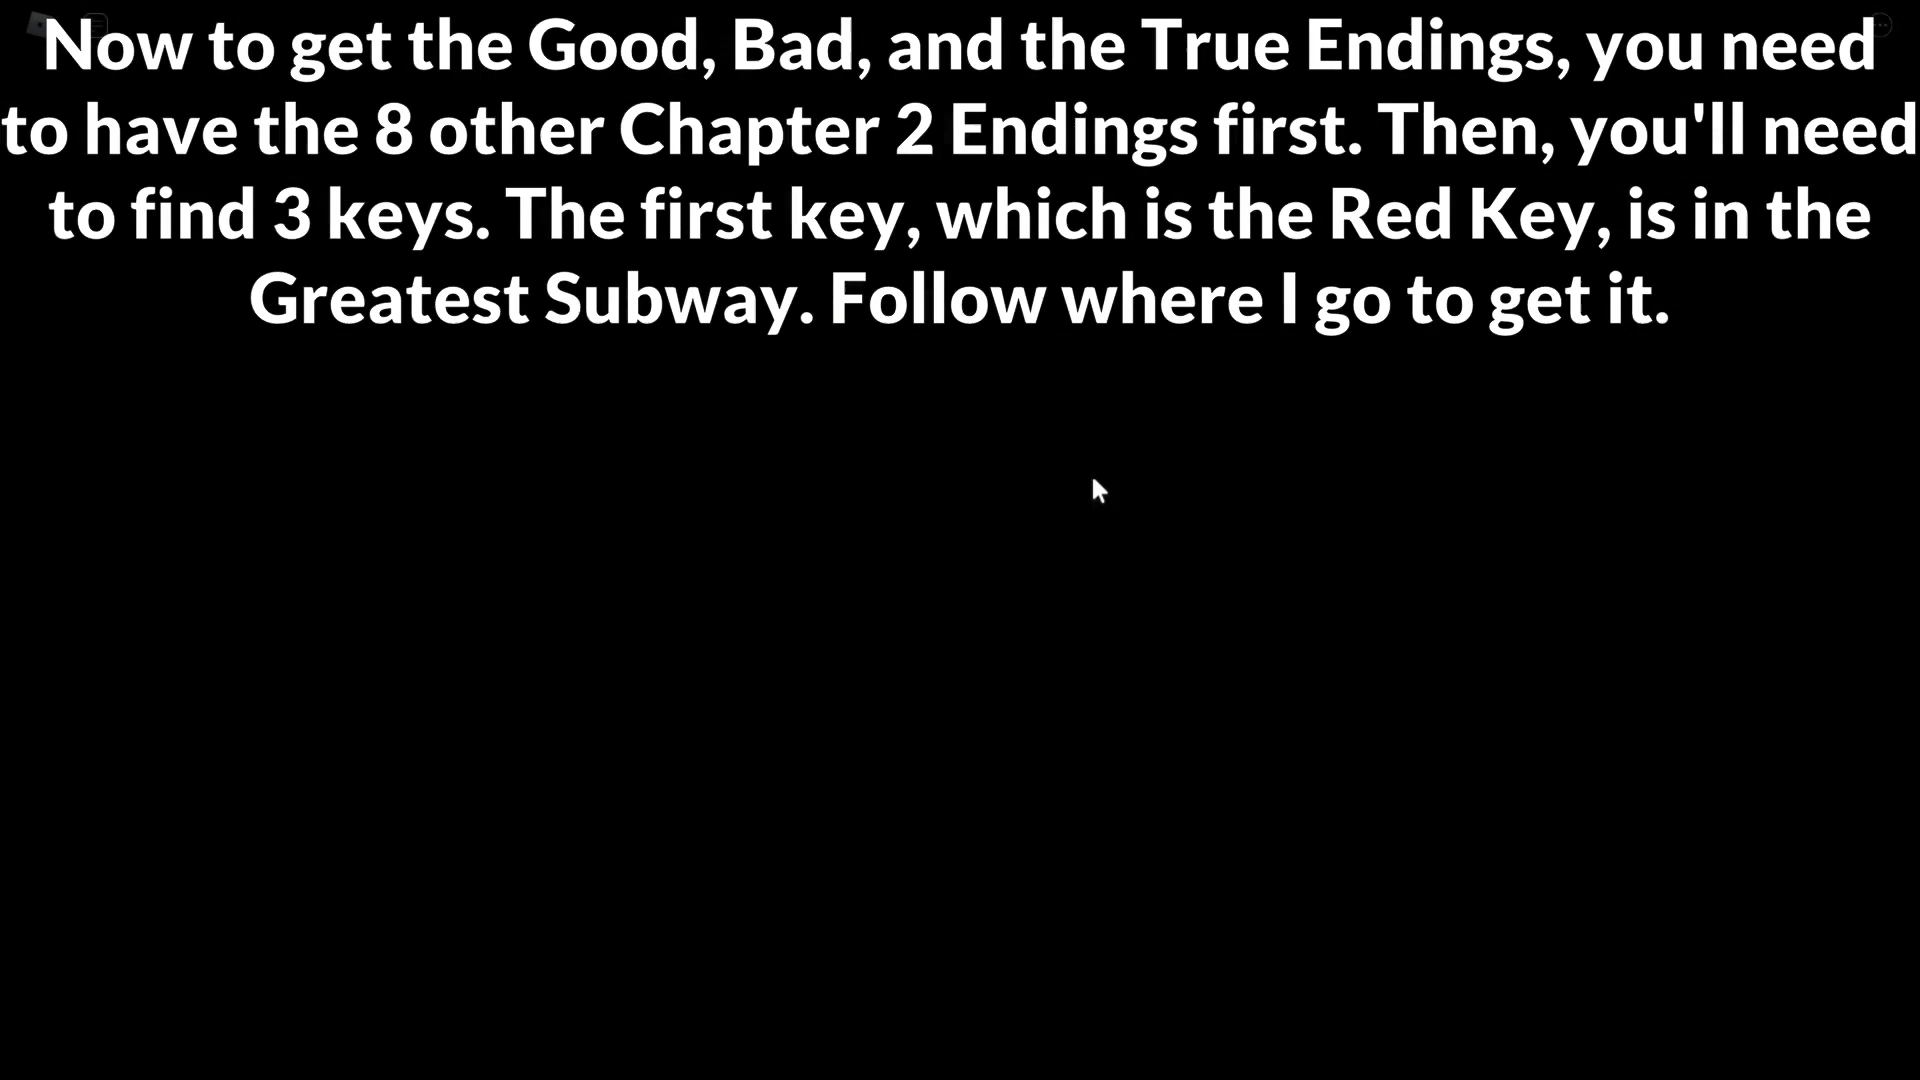 Now to get the Good, Bad, and the True Endings, you need
to have the 8 other Chapter 2 Endings first. Then, you'll need
to find 3 keys. The first key, which is the Red Key, is in the
Greatest Subway. Follow where I go to get it.